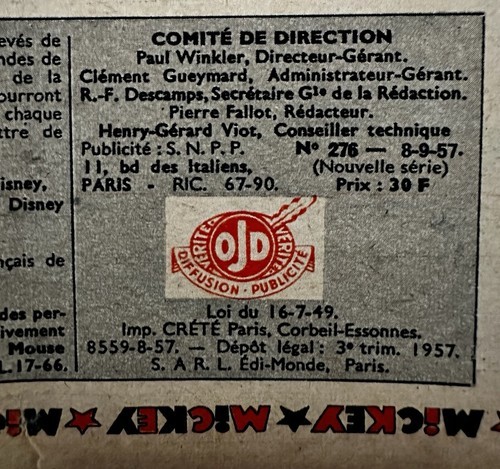 evés de
ndes de
de la
ourront
chaque
ttre de
isney,
Disney
nçais de
des per-
ivement
Mouse
L.17-66.
COMITÉ DE DIRECTION
Paul Winkler, Directeur-Gérant.
Clément Gueymard, Administrateur-Gérant.
R.-F. Descamps, Secrétaire Gle de la Rédaction.
Pierre Fallot, Rédacteur.
Henry-Gérard Viot, Conseiller technique
Publicité : S. N. P. P. N° 276 — 8-9-57.
11, bd des Italiens, (Nouvelle série)
PARIS - RIC. 67-90. Prix : 30 F
VERITE OJD VERITE
DIFFUSION - PUBLICITÉ
Loi du 16-7-49.
Imp. CRÉTÉ Paris, Corbeil-Essonnes.
8559-8-57. — Dépôt légal : 3e trim. 1957.
S. A. R. L. Édi-Monde, Paris.
MiCKEY ★ MiCKEY ★ MiCKEY